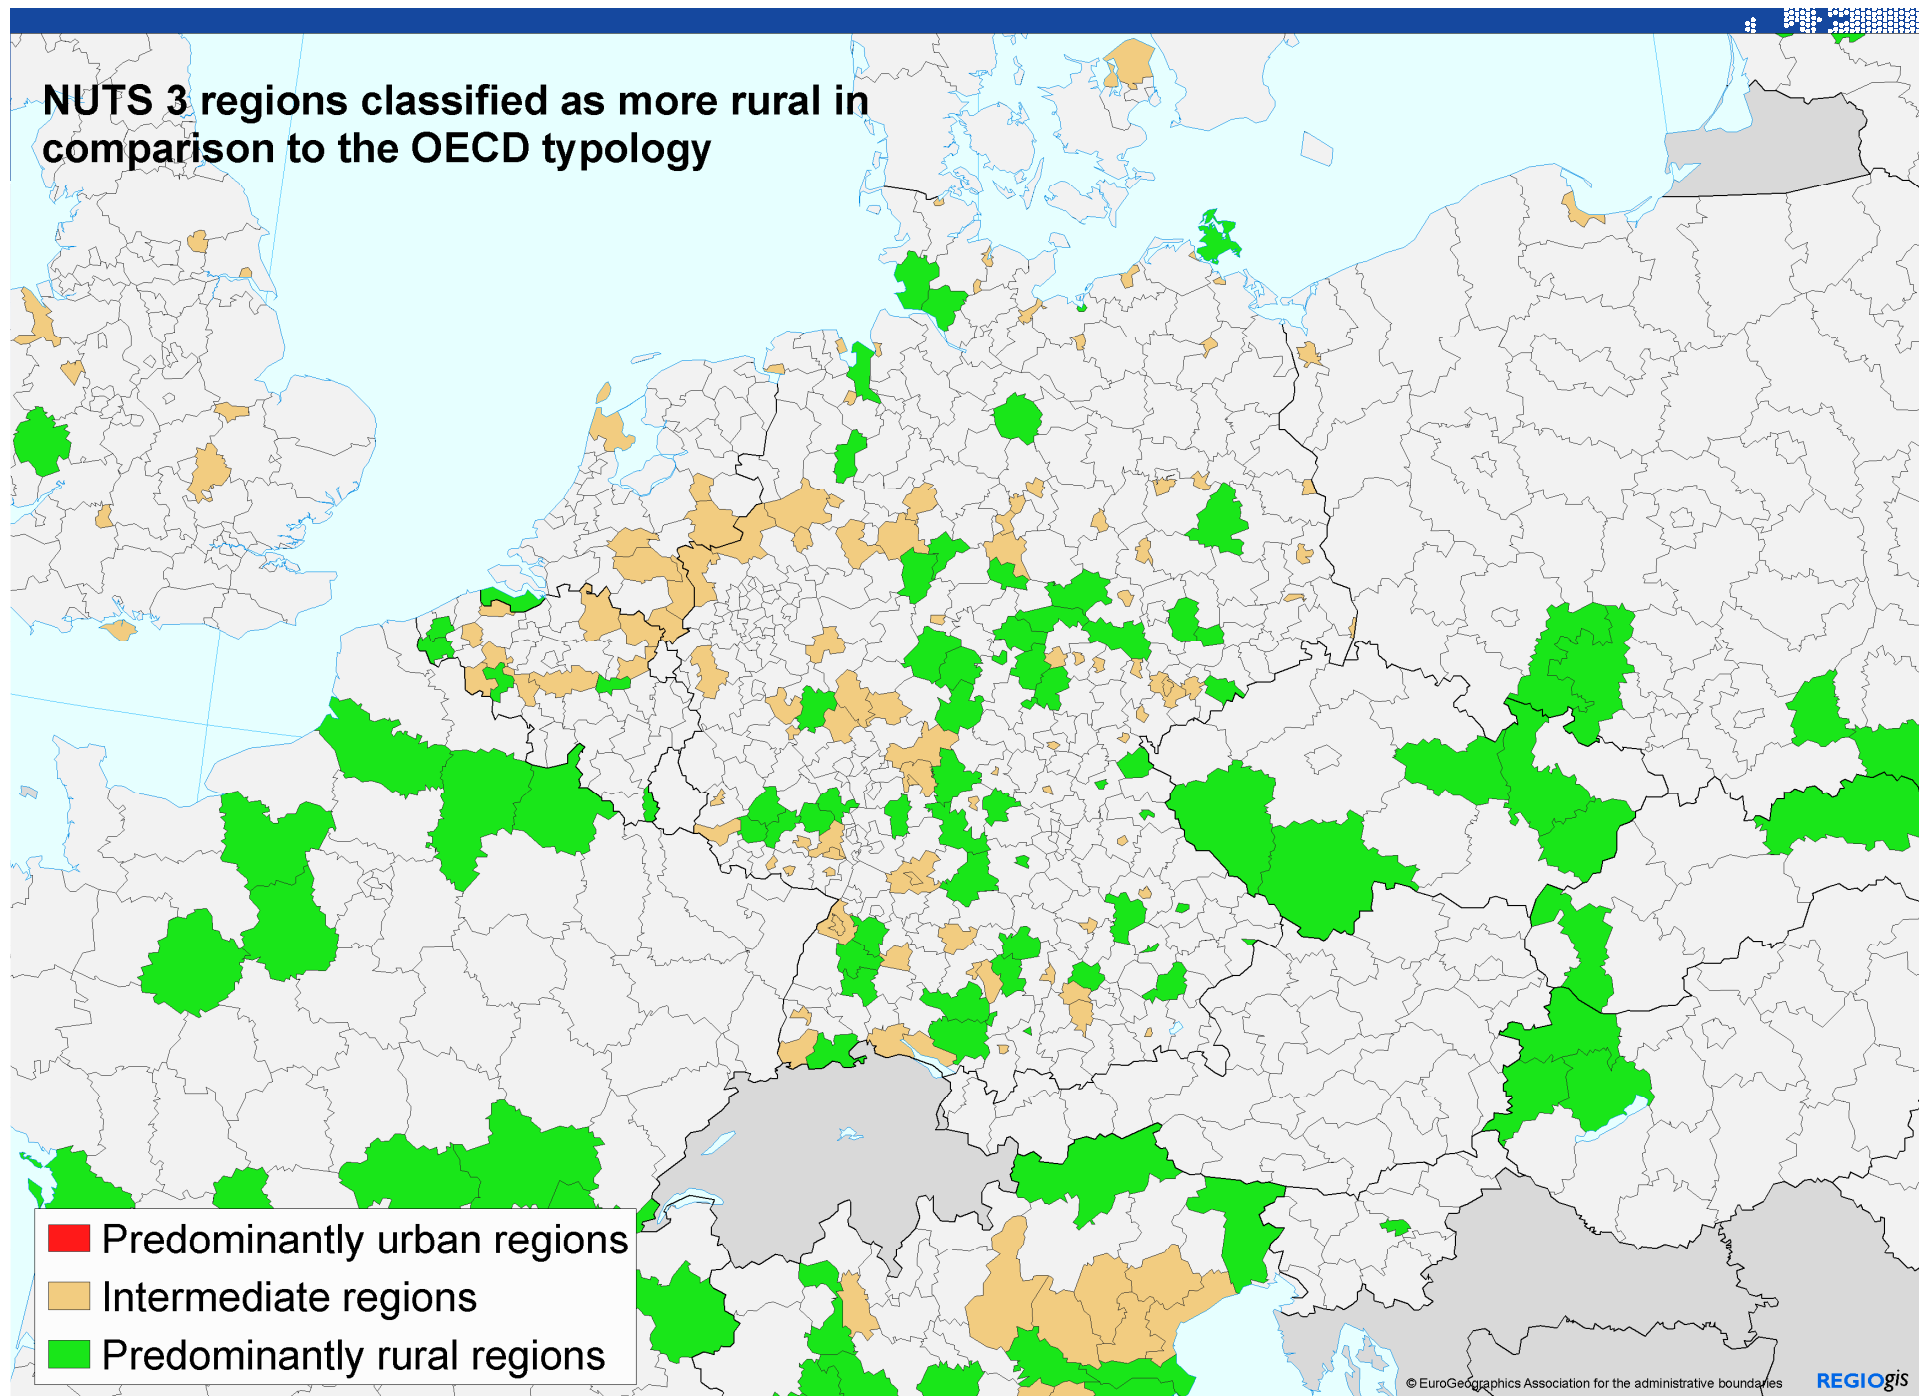 NUTS 3 regions classified as more rural in
comparison to the OECD typology
Predominantly urban regions
Intermediate regions
Predominantly rural regions
© EuroGeographics Association for the administrative boundaries
REGIOgis